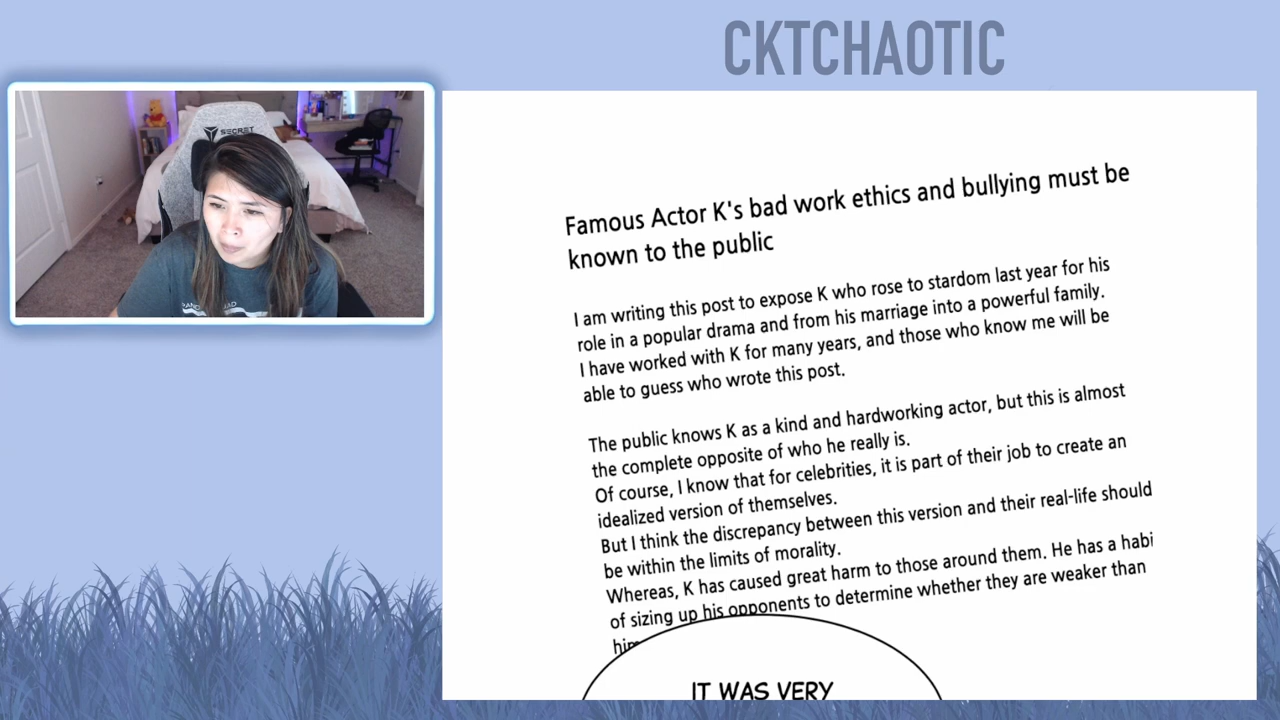 CKTCHAOTIC
SECRET
Famous Actor K's bad work ethics and bullying must be
known to the public
I am writing this post to expose K who rose to stardom last year for his
role in a popular drama and from his marriage into a powerful family.
I have worked with K for many years, and those who know me will be
able to guess who wrote this post.
The public knows K as a kind and hardworking actor, but this is almost
the complete opposite of who he really is.
Of course, I know that for celebrities, it is part of their job to create an
idealized version of themselves.
But I think the discrepancy between this version and their real-life should
be within the limits of morality.
Whereas, K has caused great harm to those around them. He has a habi
of sizing up his opponents to determine whether they are weaker than
IT WAS VERY